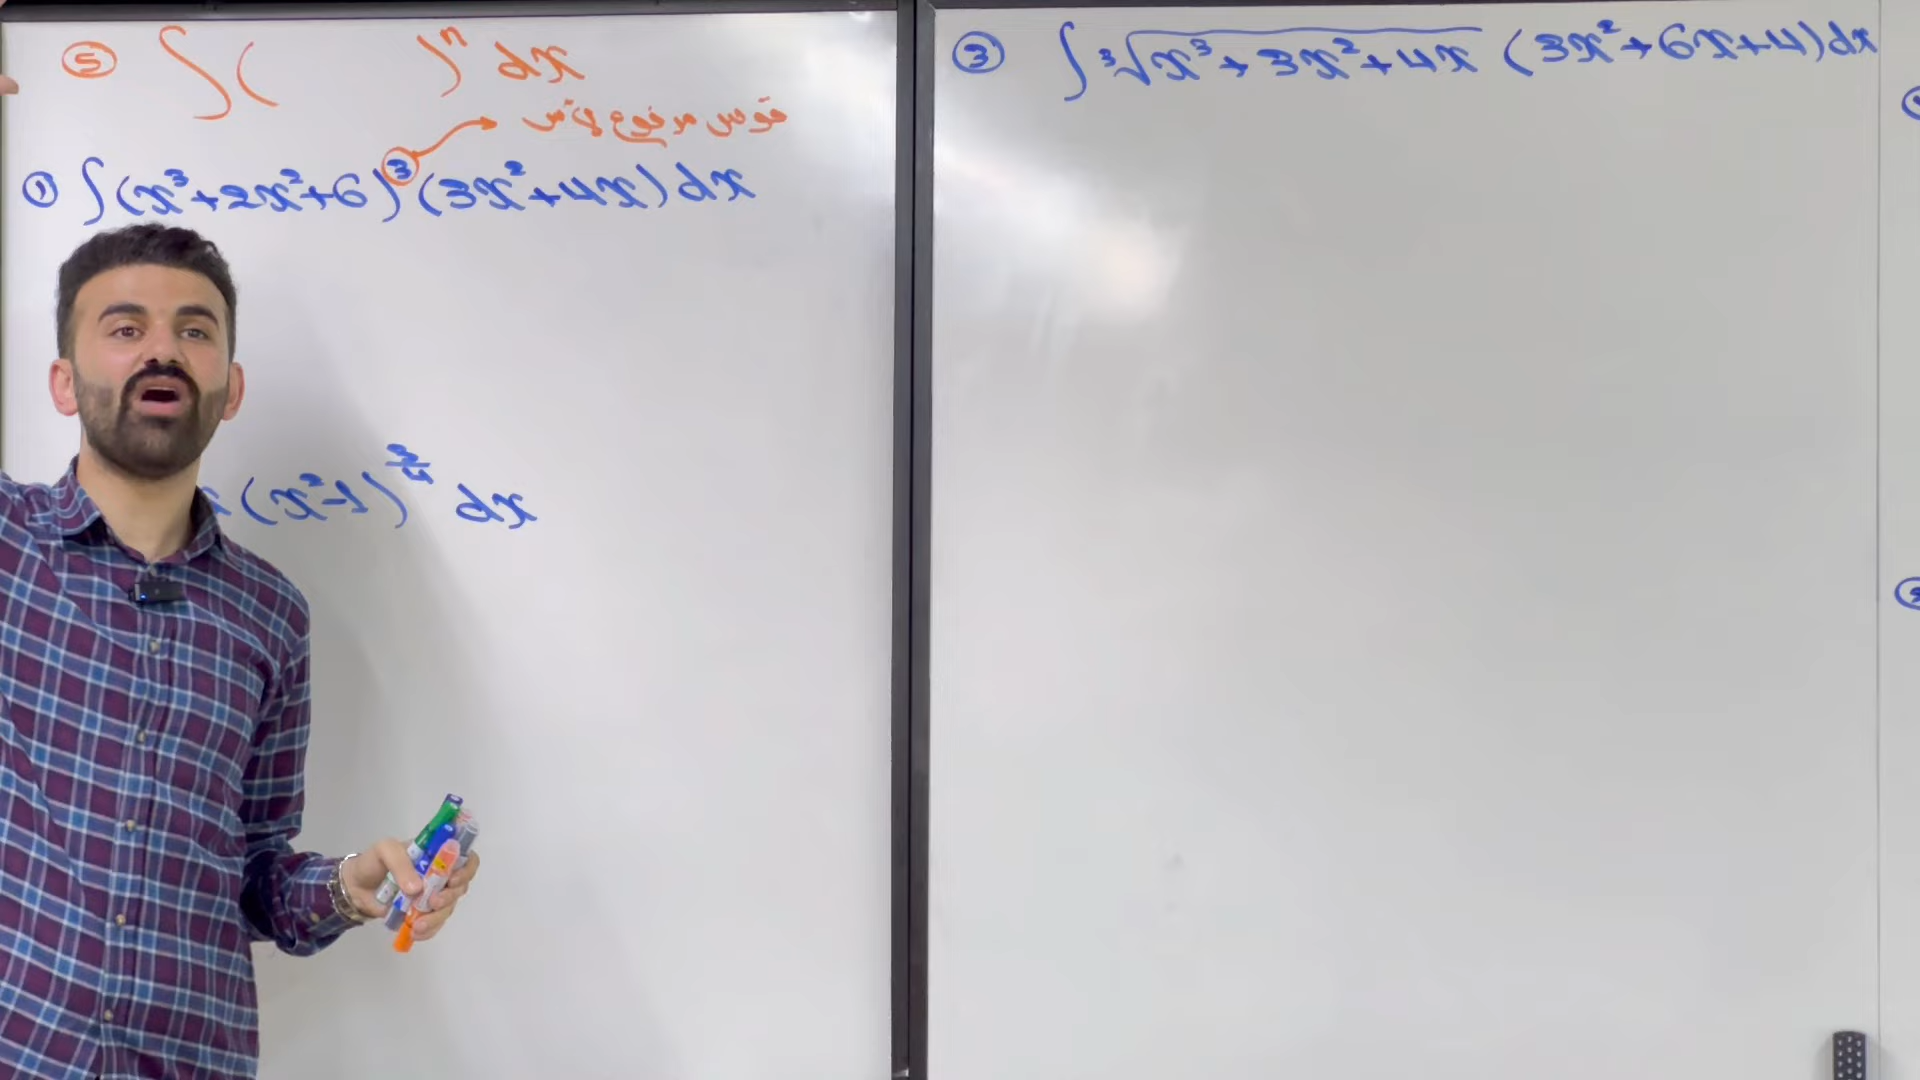 ⑤ ∫( )ⁿ dx
قوس مرفوع لأس
① ∫(x³+2x²+6)³(3x²+4x)dx
(x²-1)^(3/4) dx
③ ∫∛(x³+3x²+4x) (3x²+6x+4)dx